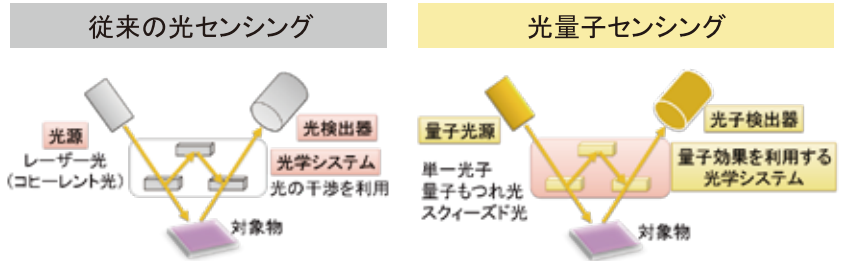 従来の光センシング
光源
レーザー光
(コヒーレント光)
光検出器
光学システム
光の干渉を利用
対象物
光量子センシング
量子光源
単一光子
量子もつれ光
スクィーズド光
光子検出器
量子効果を利用する
光学システム
対象物